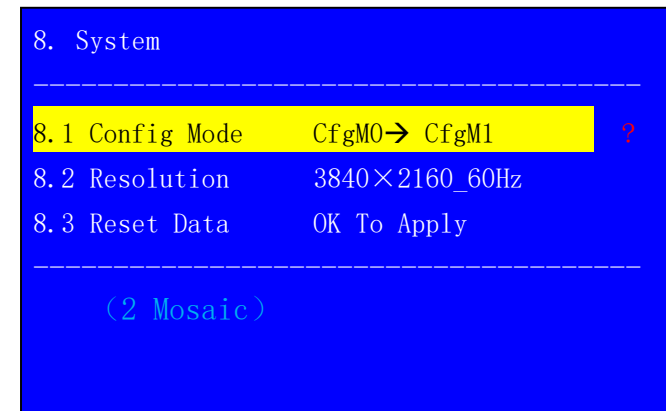 8. System
8.1 Config Mode CfgM0→ CfgM1 ?
8.2 Resolution 3840×2160_60Hz
8.3 Reset Data OK To Apply
（2 Mosaic）